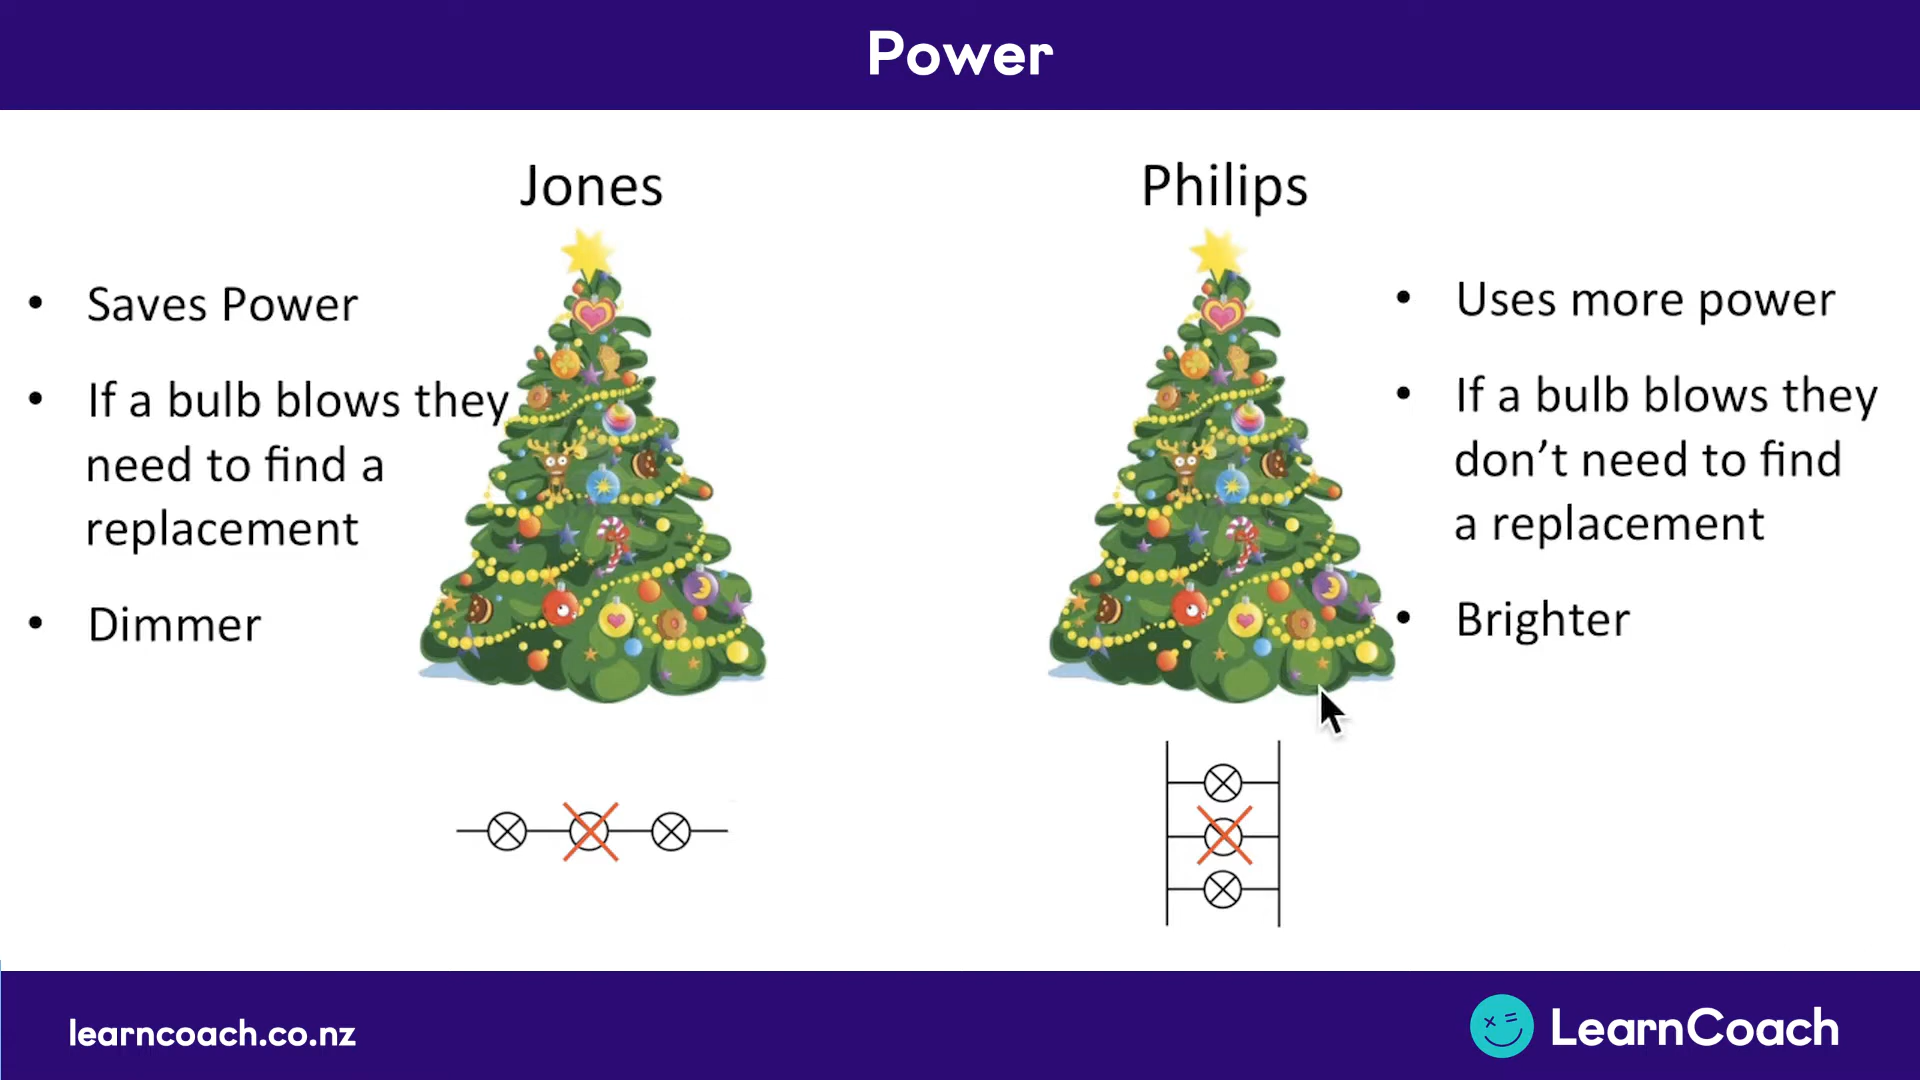 Power
Jones
• Saves Power
• If a bulb blows they
need to find a
replacement
• Dimmer
Philips
• Uses more power
• If a bulb blows they
don't need to find
a replacement
• Brighter
learncoach.co.nz
LearnCoach